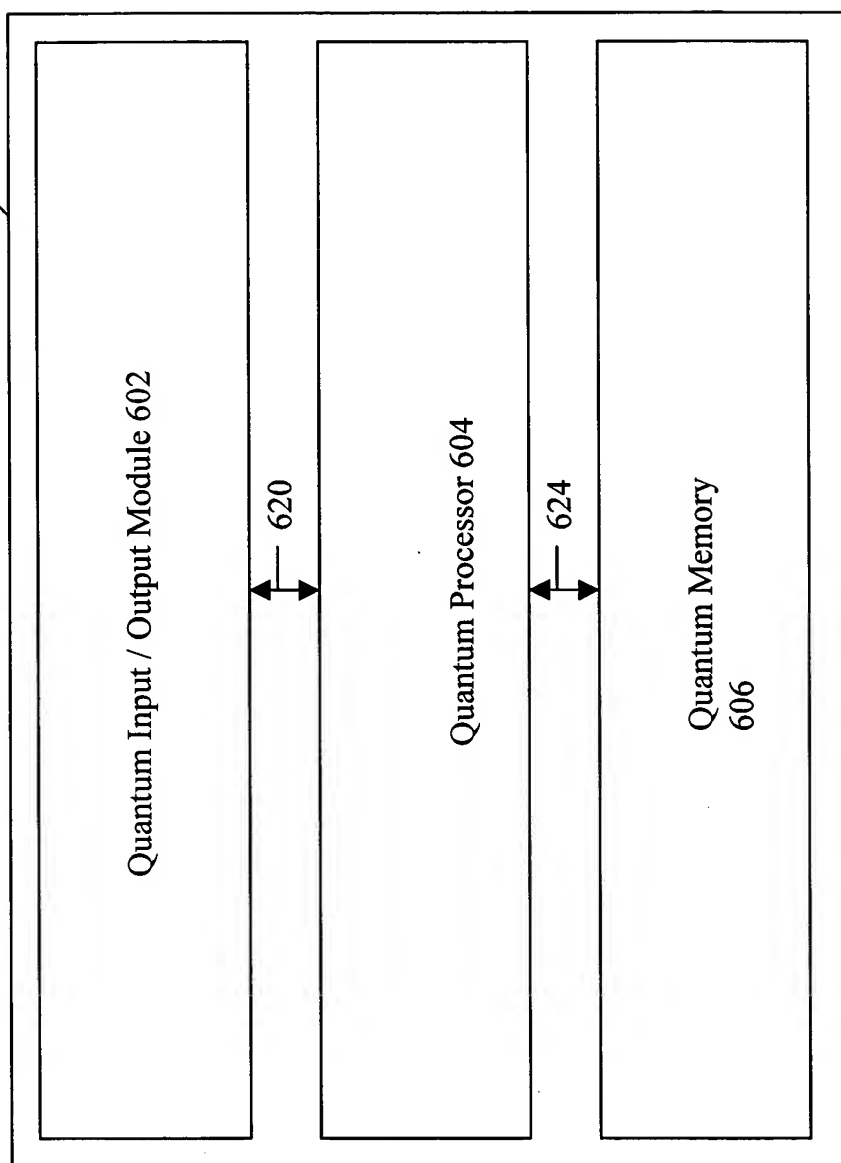 Quantum Input / Output Module 602
620
Quantum Processor 604
624
Quantum Memory
606